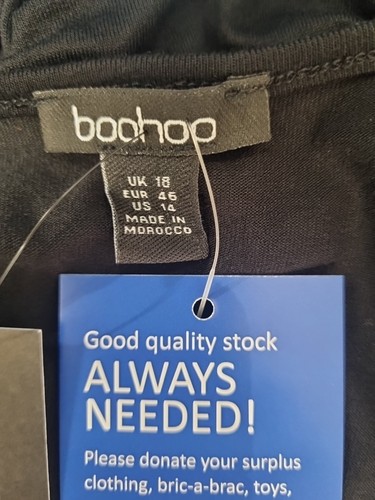 boohoo
UK 18
EUR 46
US 14
MADE IN
MOROCCO
Good quality stock
ALWAYS
NEEDED!
Please donate your surplus
clothing, bric-a-brac, toys,